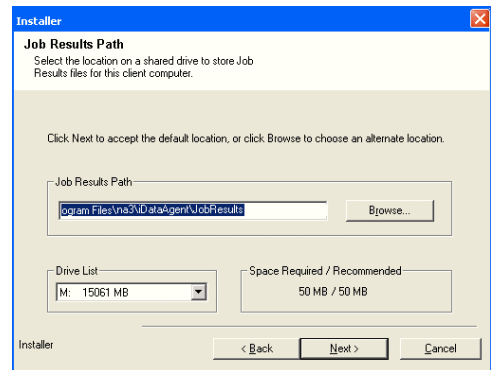 Installer
Job Results Path
Select the location on a shared drive to store Job
Results files for this client computer.
Click Next to accept the default location, or click Browse to choose an alternate location.
Job Results Path
ogram Files\na3\iDataAgent\JobResults
Browse...
Drive List
M: 15061 MB
Space Required / Recommended
50 MB / 50 MB
Installer
< Back
Next >
Cancel